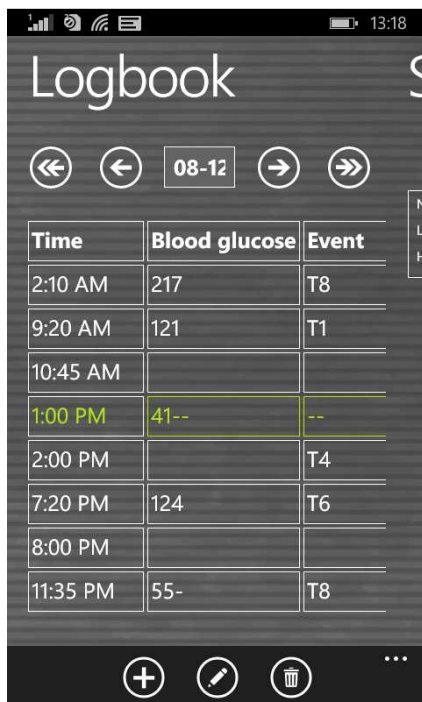 1 13:18
Logbook S
08-12
Time Blood glucose Event
2:10 AM 217 T8
9:20 AM 121 T1
10:45 AM
1:00 PM 41-- --
2:00 PM T4
7:20 PM 124 T6
8:00 PM
11:35 PM 55- T8
N
L
H